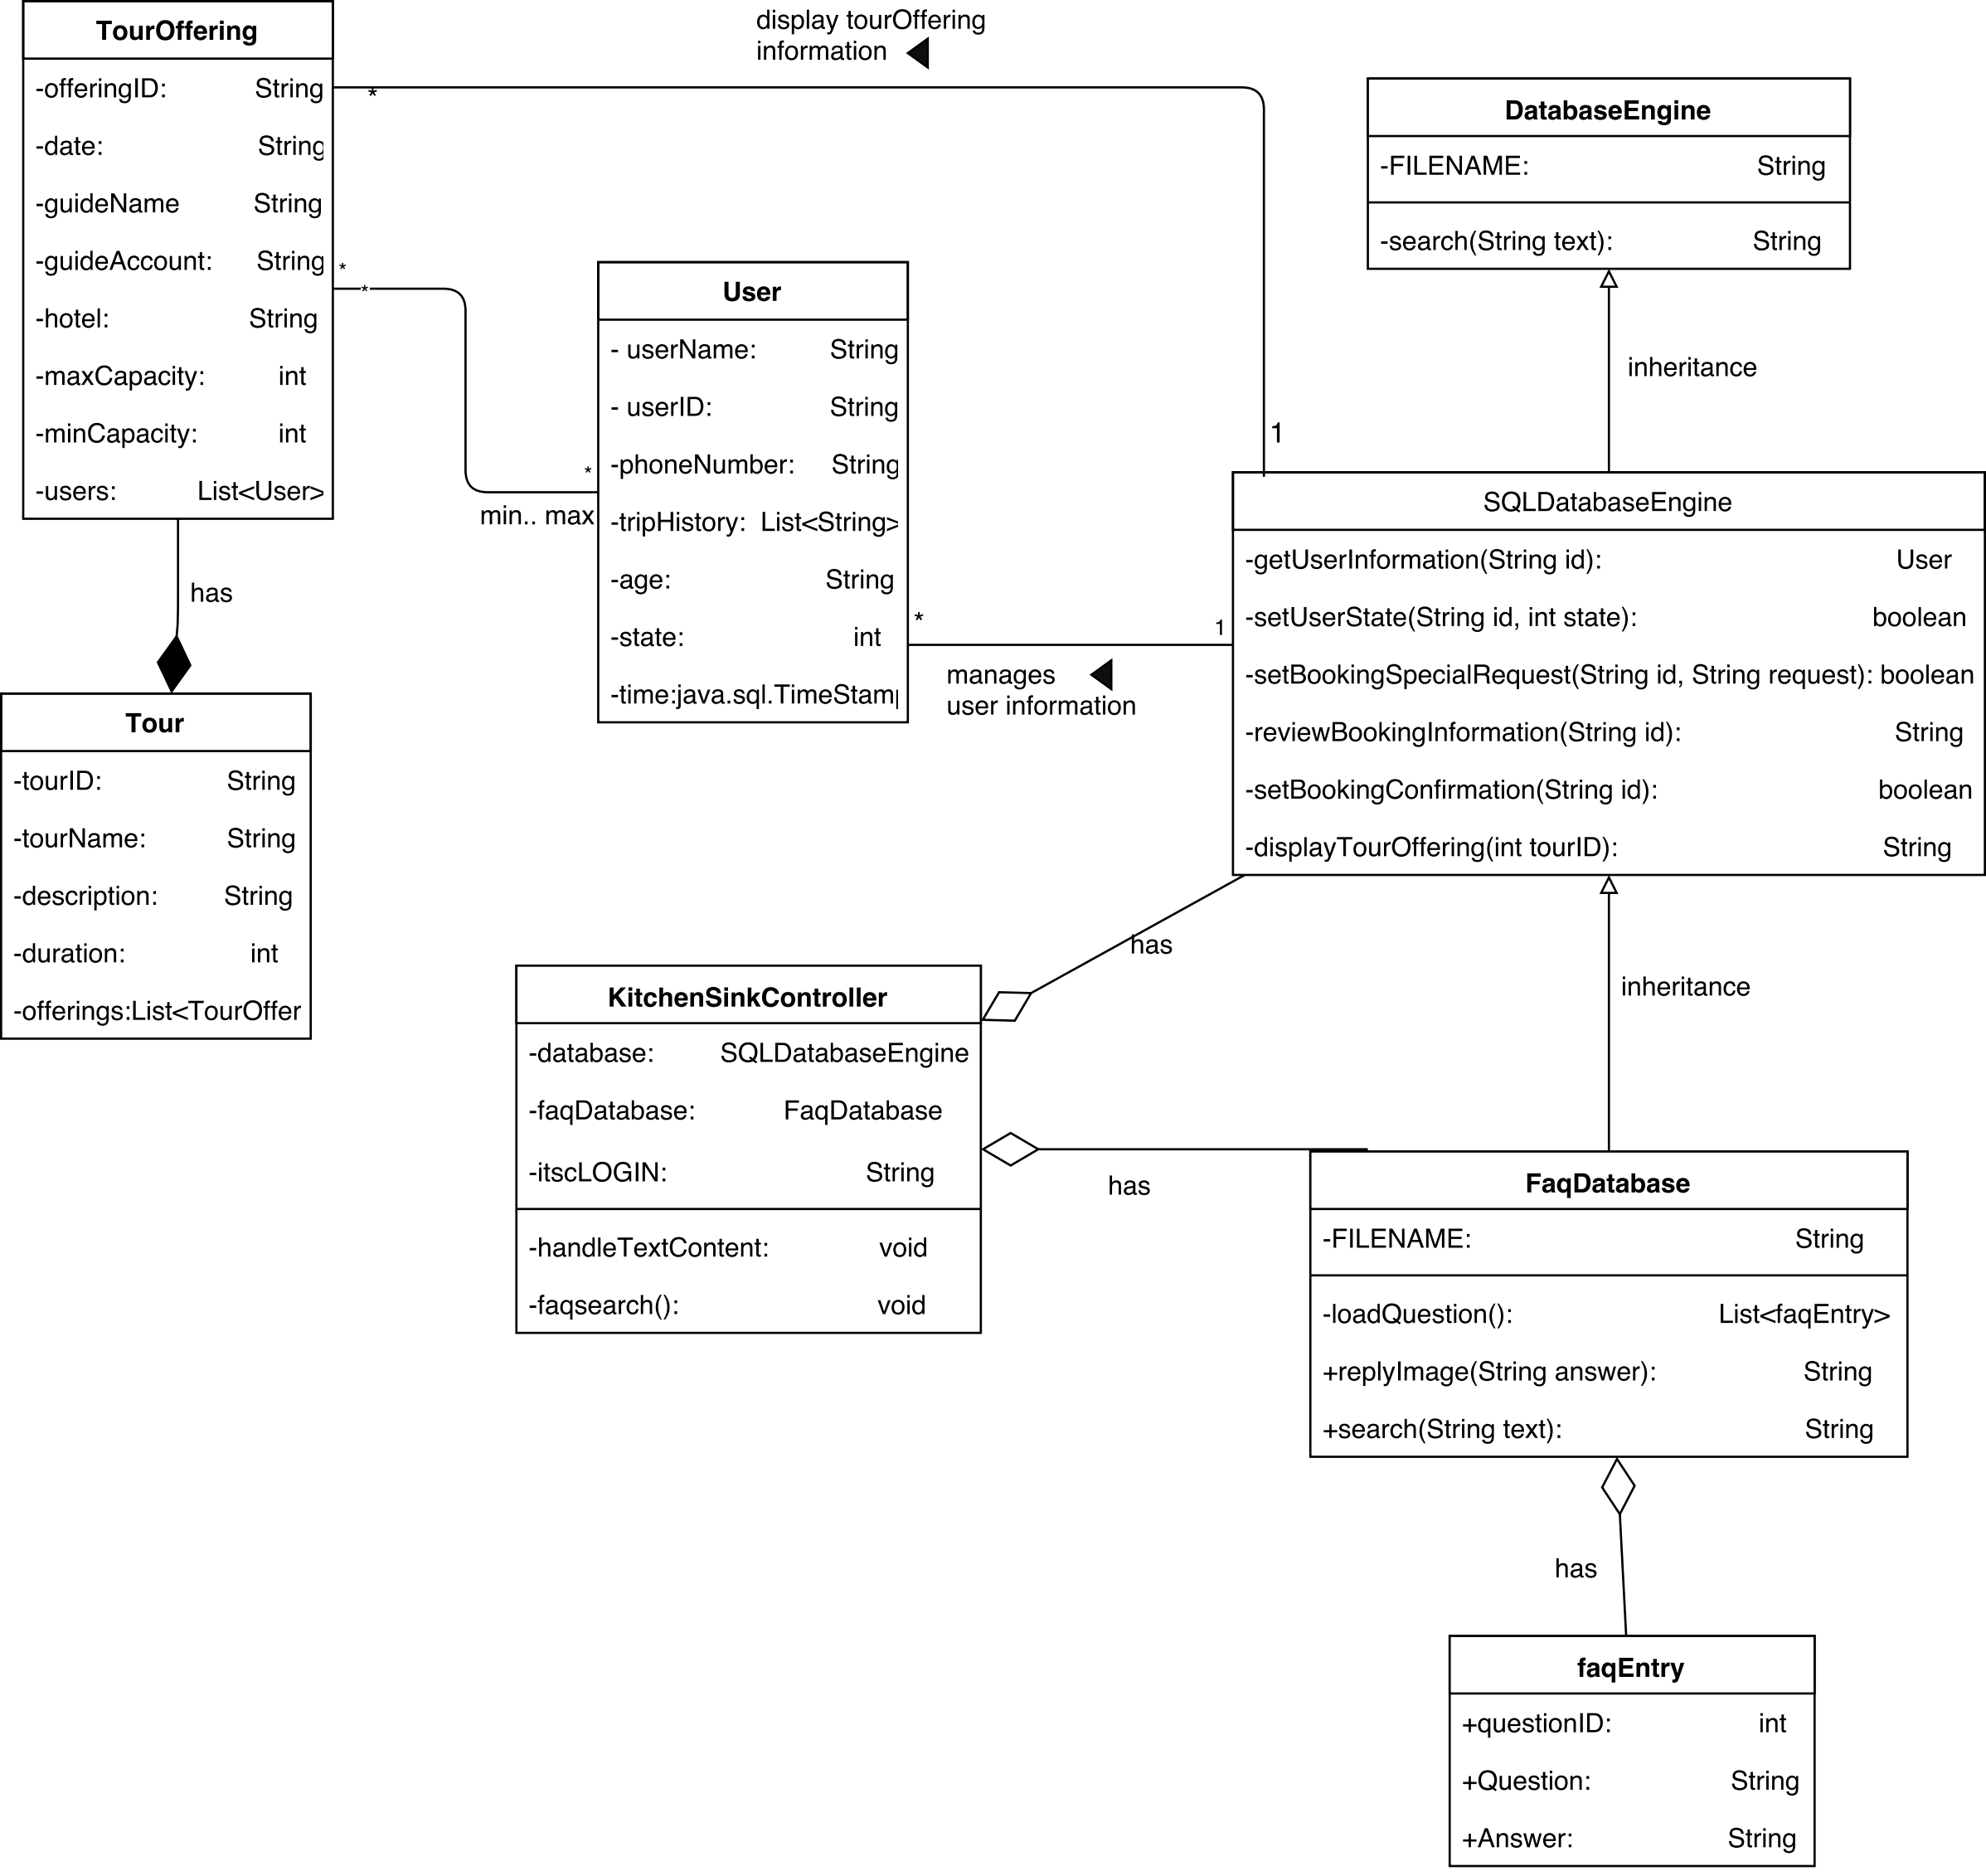 display tourOffering
information
TourOffering
-offeringID: String
-date: String
-guideName String
-guideAccount: String
-hotel: String
-maxCapacity: int
-minCapacity: int
-users: List<User>
*
*
*
*
min.. max
has
Tour
-tourID: String
-tourName: String
-description: String
-duration: int
-offerings:List<TourOffer
User
- userName: String
- userID: String
-phoneNumber: String
-tripHistory: List<String>
-age: String
-state: int
-time:java.sql.TimeStam
*
1
manages
user information
1
DatabaseEngine
-FILENAME: String
-search(String text): String
inheritance
SQLDatabaseEngine
-getUserInformation(String id): User
-setUserState(String id, int state): boolean
-setBookingSpecialRequest(String id, String request): boolean
-reviewBookingInformation(String id): String
-setBookingConfirmation(String id): boolean
-displayTourOffering(int tourID): String
has
inheritance
KitchenSinkController
-database: SQLDatabaseEngine
-faqDatabase: FaqDatabase
-itscLOGIN: String
-handleTextContent: void
-faqsearch(): void
has
FaqDatabase
-FILENAME: String
-loadQuestion(): List<faqEntry>
+replyImage(String answer): String
+search(String text): String
has
faqEntry
+questionID: int
+Question: String
+Answer: String